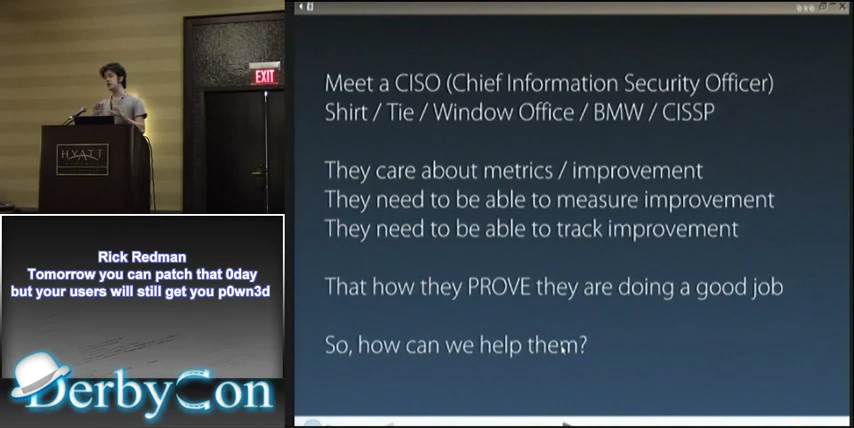 EXIT
HYATT
Rick Redman
Tomorrow you can patch that 0day
but your users will still get you p0wn3d
DerbyCon
Meet a CISO (Chief Information Security Officer)
Shirt / Tie / Window Office / BMW / CISSP
They care about metrics / improvement
They need to be able to measure improvement
They need to be able to track improvement
That how they PROVE they are doing a good job
So, how can we help them?